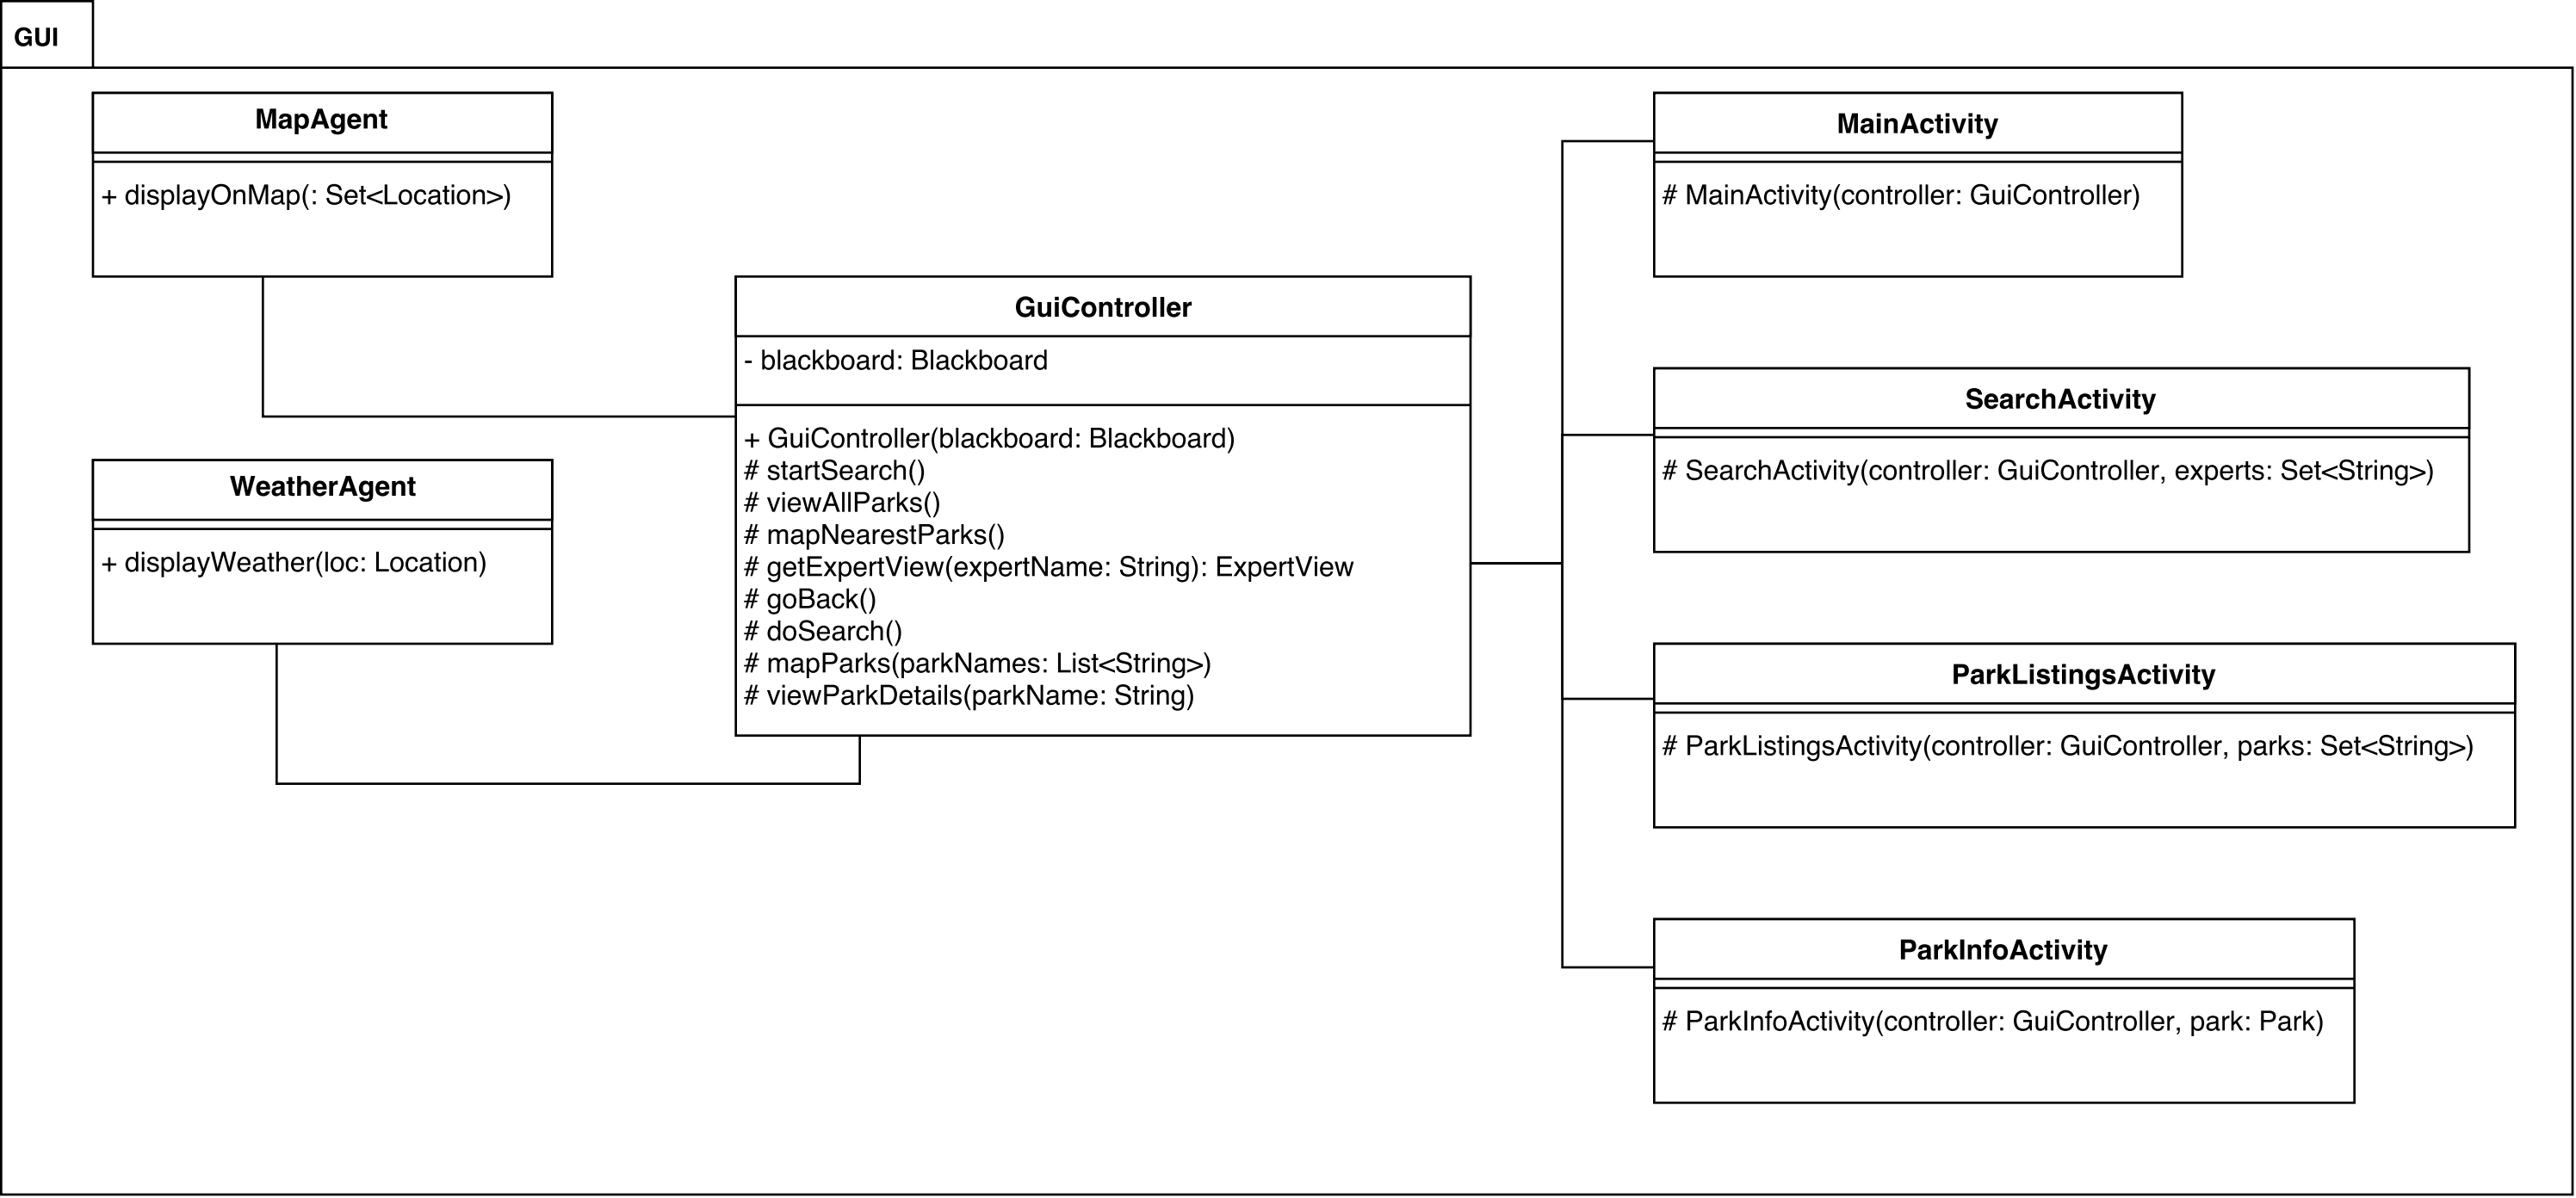 GUI
MapAgent
+ displayOnMap(: Set<Location>)
WeatherAgent
+ displayWeather(loc: Location)
GuiController
- blackboard: Blackboard
+ GuiController(blackboard: Blackboard)
# startSearch()
# viewAllParks()
# mapNearestParks()
# getExpertView(expertName: String): ExpertView
# goBack()
# doSearch()
# mapParks(parkNames: List<String>)
# viewParkDetails(parkName: String)
MainActivity
# MainActivity(controller: GuiController)
SearchActivity
# SearchActivity(controller: GuiController, experts: Set<String>)
ParkListingsActivity
# ParkListingsActivity(controller: GuiController, parks: Set<String>)
ParkInfoActivity
# ParkInfoActivity(controller: GuiController, park: Park)